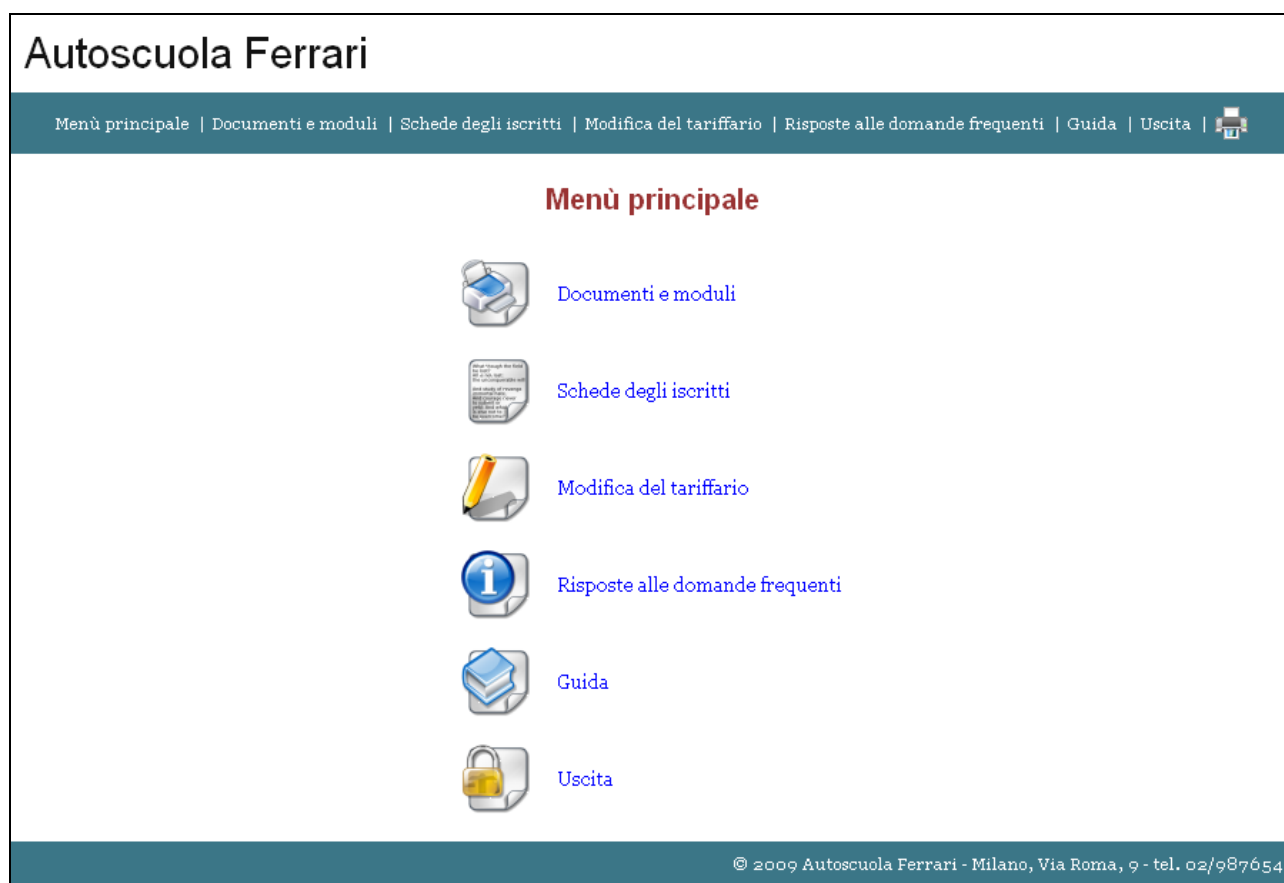 Autoscuola Ferrari
Menù principale | Documenti e moduli | Schede degli iscritti | Modifica del tariffario | Risposte alle domande frequenti | Guida | Uscita |
Menù principale
Documenti e moduli
Schede degli iscritti
Modifica del tariffario
Risposte alle domande frequenti
Guida
Uscita
© 2009 Autoscuola Ferrari - Milano, Via Roma, 9 - tel. 02/987654